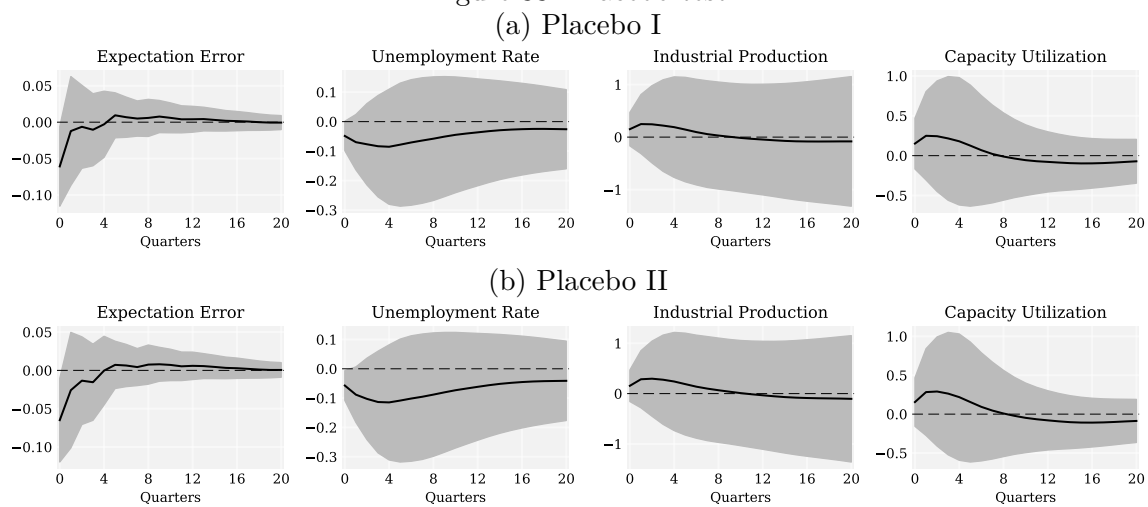 (a) Placebo I
Expectation Error Unemployment Rate Industrial Production Capacity Utilization
0.05
0.00
−0.05
−0.10
0 4 8 12 16 20
Quarters
0.1
0.0
−0.1
−0.2
−0.3
0 4 8 12 16 20
Quarters
1
0
−1
0 4 8 12 16 20
Quarters
1.0
0.5
0.0
−0.5
0 4 8 12 16 20
Quarters
(b) Placebo II
Expectation Error Unemployment Rate Industrial Production Capacity Utilization
0.05
0.00
−0.05
−0.10
0 4 8 12 16 20
Quarters
0.1
0.0
−0.1
−0.2
−0.3
0 4 8 12 16 20
Quarters
1
0
−1
0 4 8 12 16 20
Quarters
1.0
0.5
0.0
−0.5
0 4 8 12 16 20
Quarters